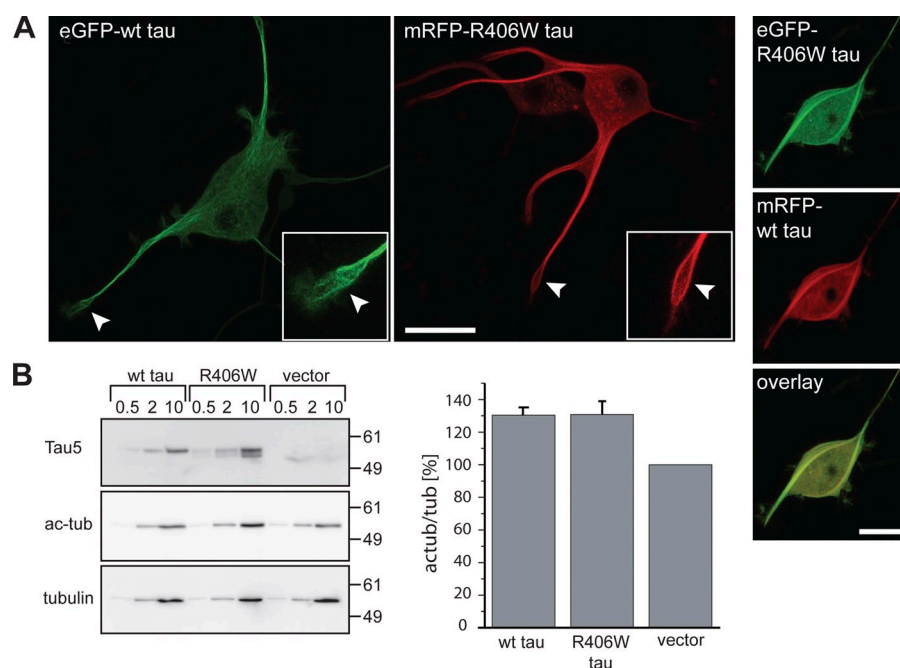 A
eGFP-wt tau
mRFP-R406W tau
eGFP-
R406W tau
mRFP-
wt tau
overlay
B
wt tau R406W vector
0.5 2 10 0.5 2 10 0.5 2 10
Tau5
61
49
ac-tub
61
49
tubulin
61
49
actub/tub [%]
140
120
100
80
60
40
20
0
wt tau
R406W
tau
vector